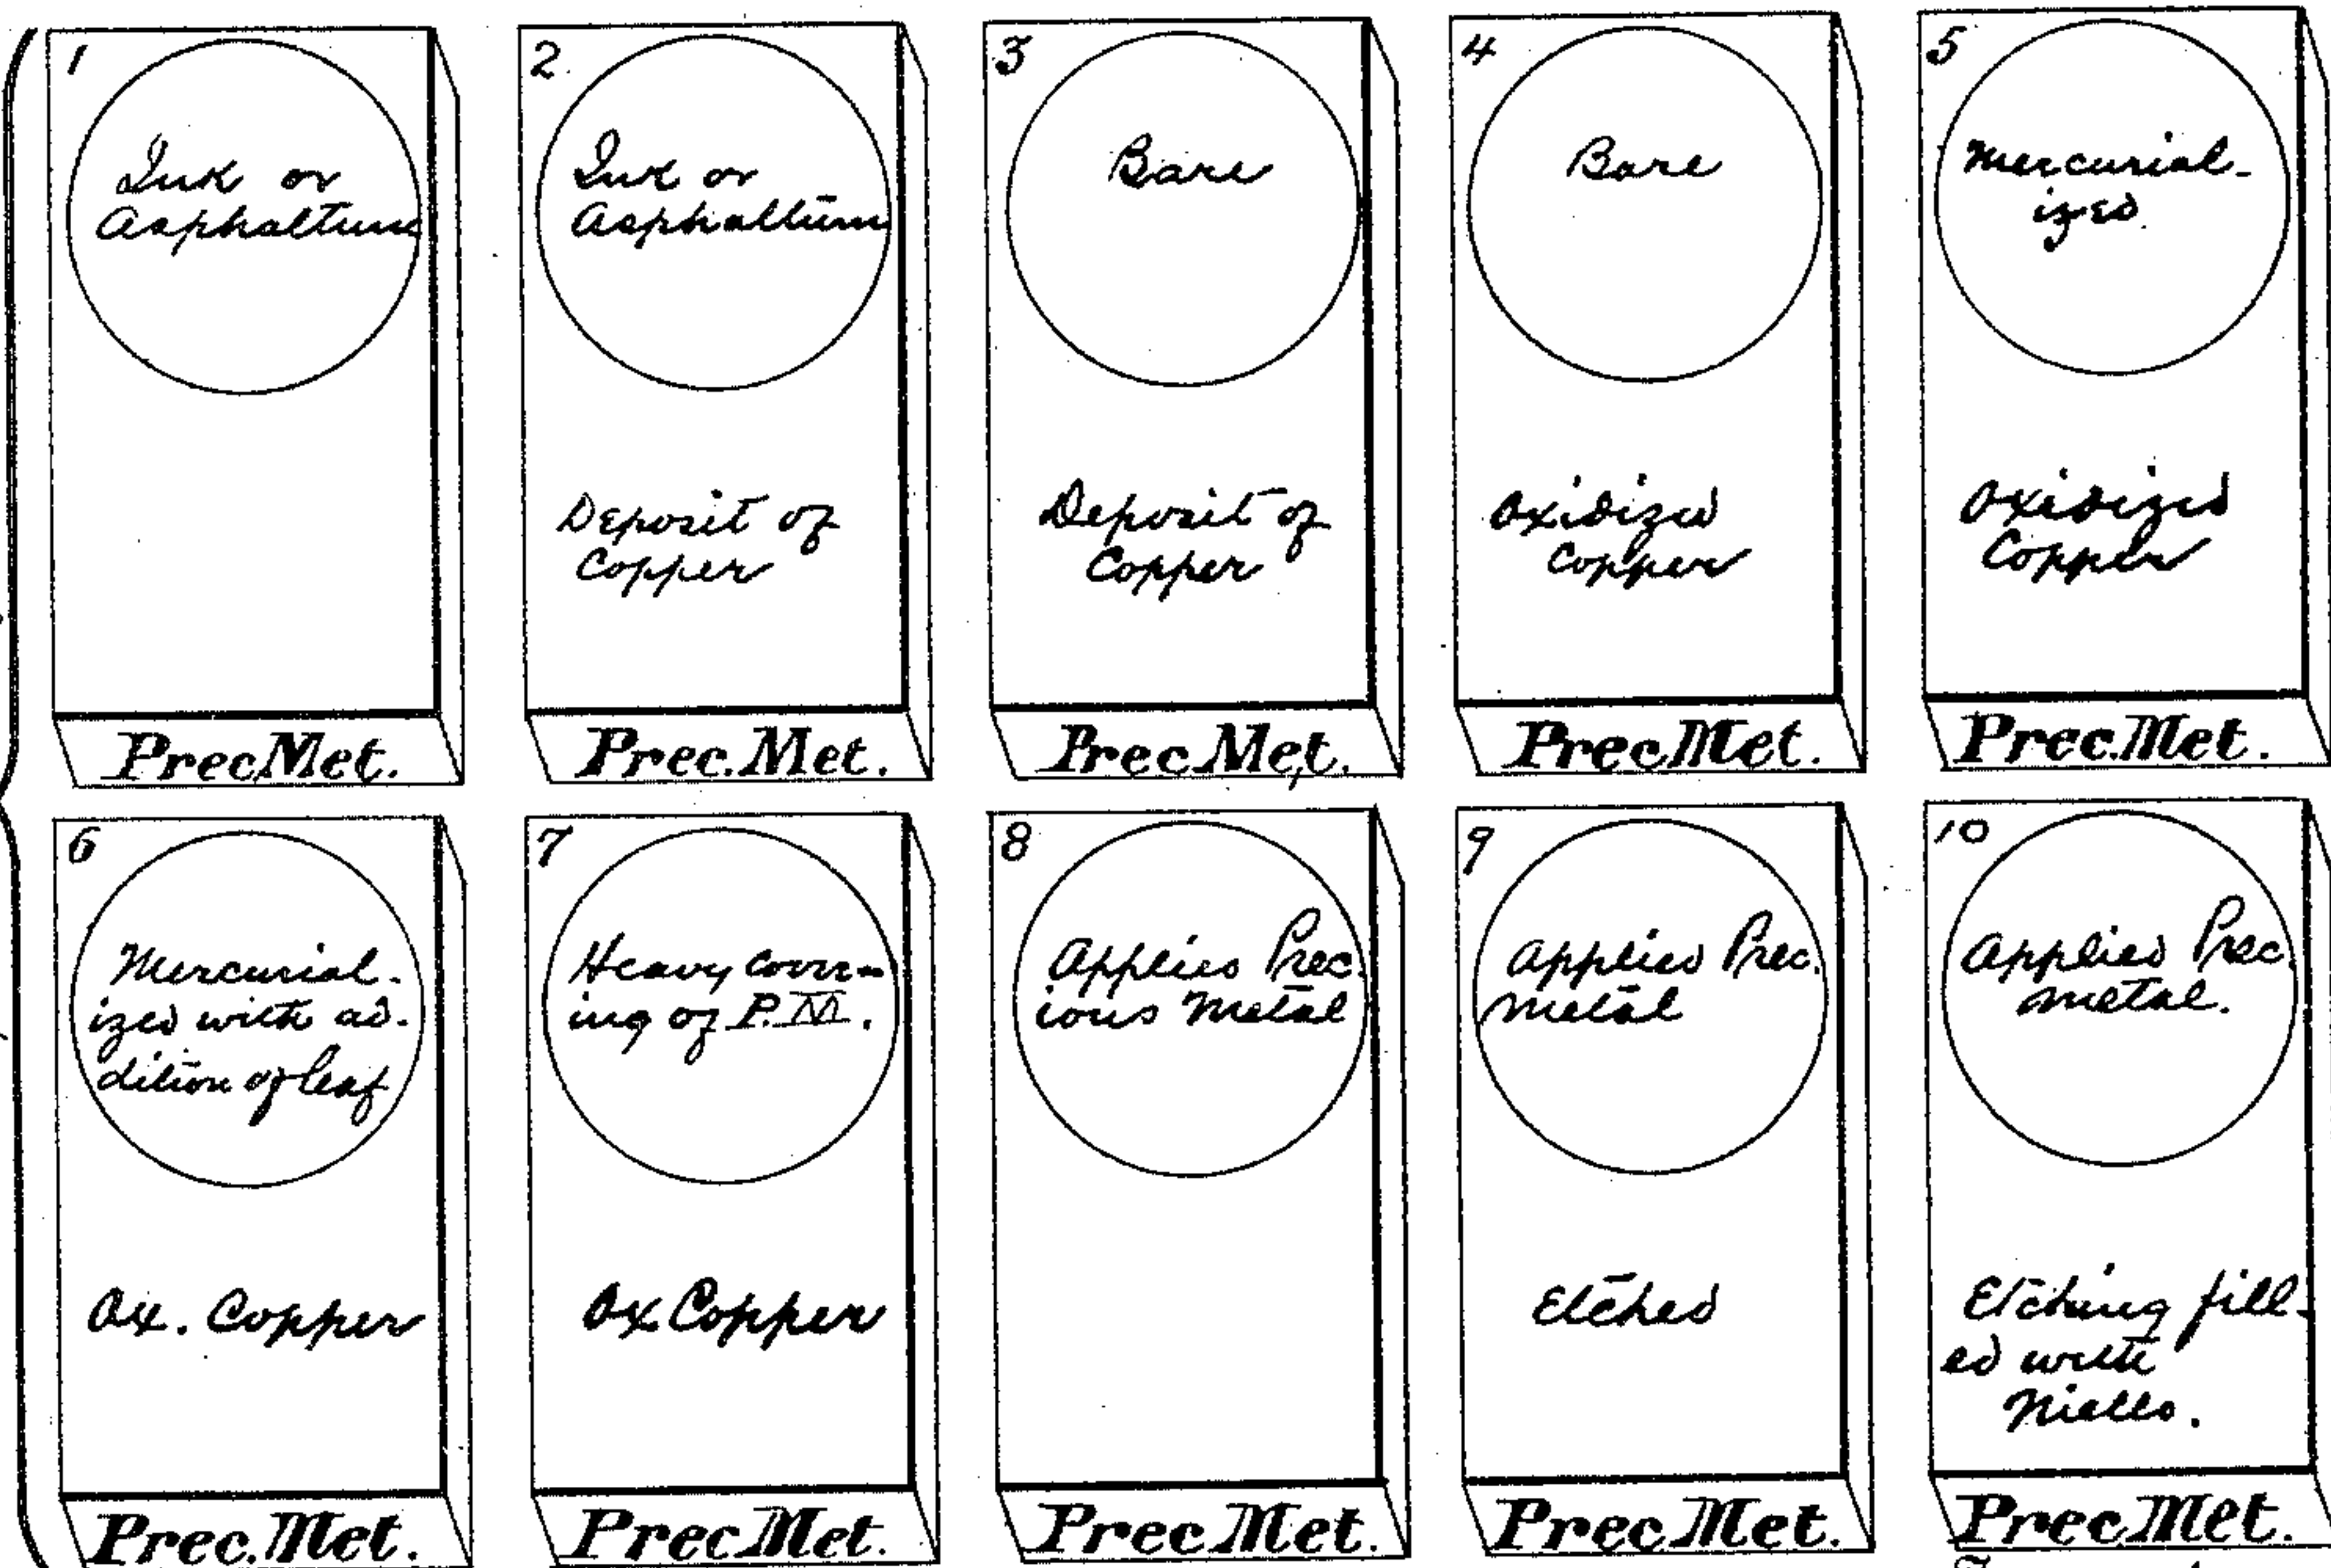 1
Ink or
Asphaltum
Prec Met.
2.
Ink or
Asphaltum
Deposit of
Copper
Prec. Met.
3
Bare
Deposit of
Copper
Prec. Met.
4
Bare
Oxidized
Copper
Prec Met.
5
Mercurial-
ized
Oxidized
Copper
Prec. Met.
6
Mercurial-
ized with ad-
dition of leaf
Ox. Copper
Prec. Met.
7
Heavy cover-
ing of P.M.
Ox Copper
Prec Met.
8
Applied Prec-
ious Metal
Prec Met.
9
Applied Prec.
Metal
Etched
Prec Met.
10
Applied Prec
Metal.
Etching fill-
ed with
Niello.
Prec Met.